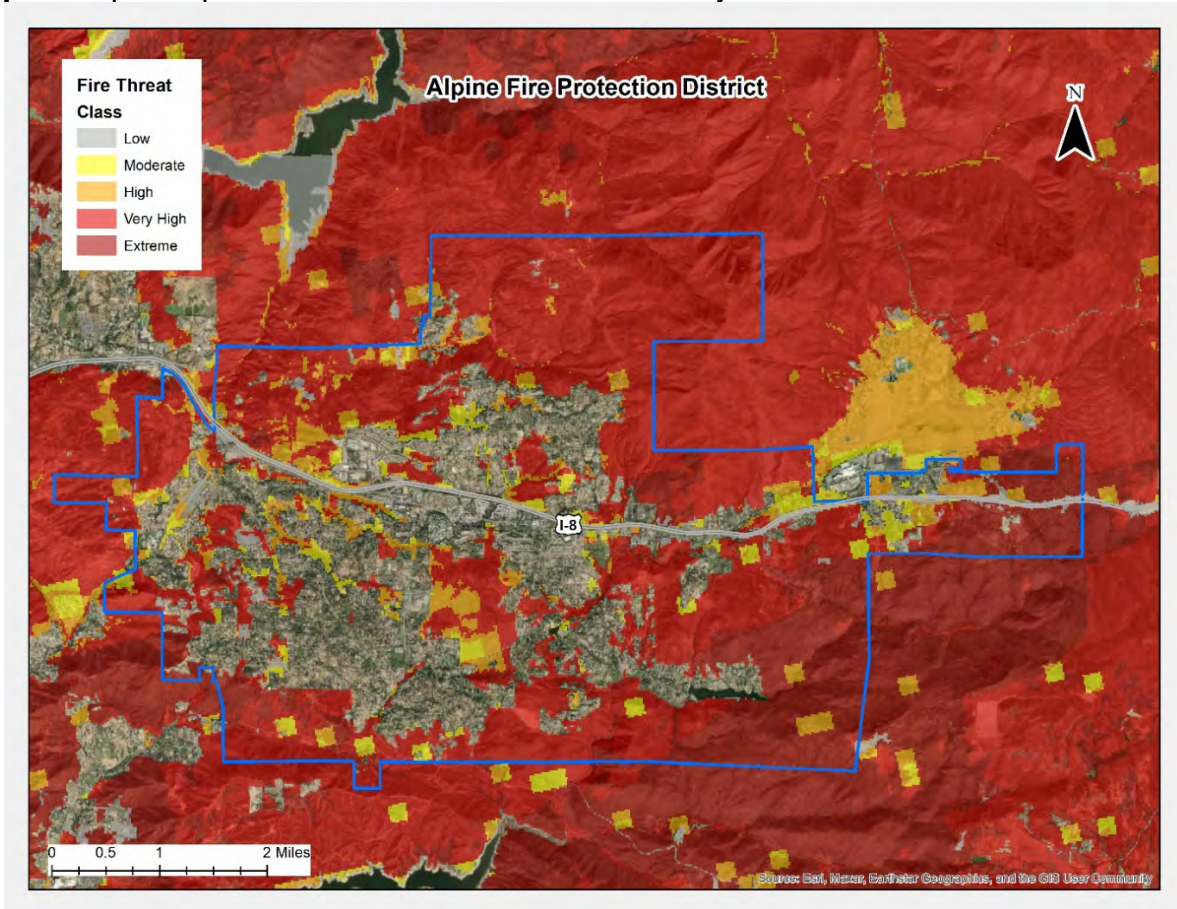 Alpine Fire Protection District
Fire Threat
Class
Low
Moderate
High
Very High
Extreme
N
I-8
0 0.5 1 2 Miles
Source: Esri, Maxar, Earthstar Geographics, and the GIS User Community